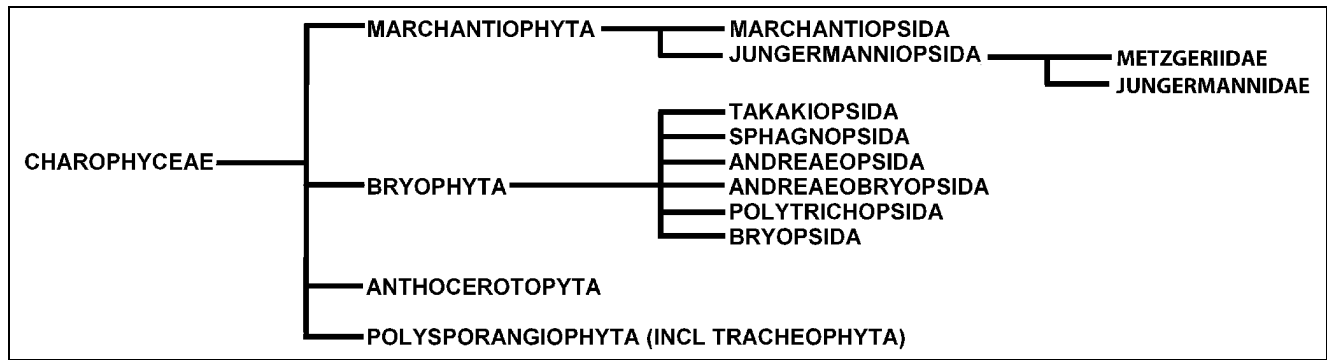 MARCHANTIOPHYTA
MARCHANTIOPSIDA
JUNGERMANNIOPSIDA
METZGERIIDAE
JUNGERMANNIDAE
TAKAKIOPSIDA
SPHAGNOPSIDA
CHAROPHYCEAE
ANDREAEOPSIDA
BRYOPHYTA
ANDREAEOBRYOPSIDA
POLYTRICHOPSIDA
BRYOPSIDA
ANTHOCEROTOPYTA
POLYSPORANGIOPHYTA (INCL TRACHEOPHYTA)